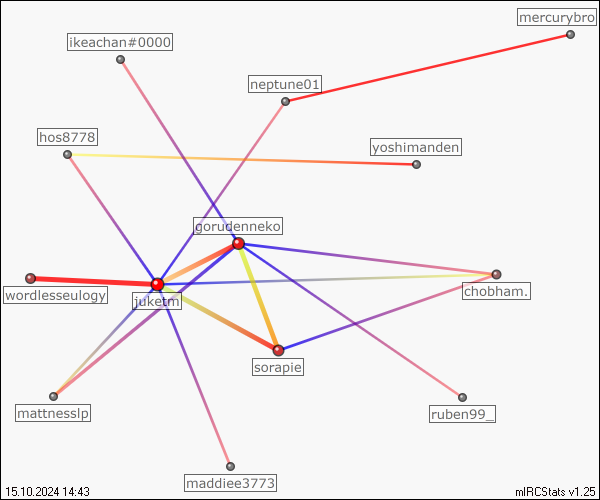 mercurybro
ikeachan#0000
neptune01
hos8778
yoshimanden
gorudenneko
wordlesseulogy
juketm
chobham.
sorapie
mattnesslp
ruben99_
maddiee3773
15.10.2024 14:43
mIRCStats v1.25